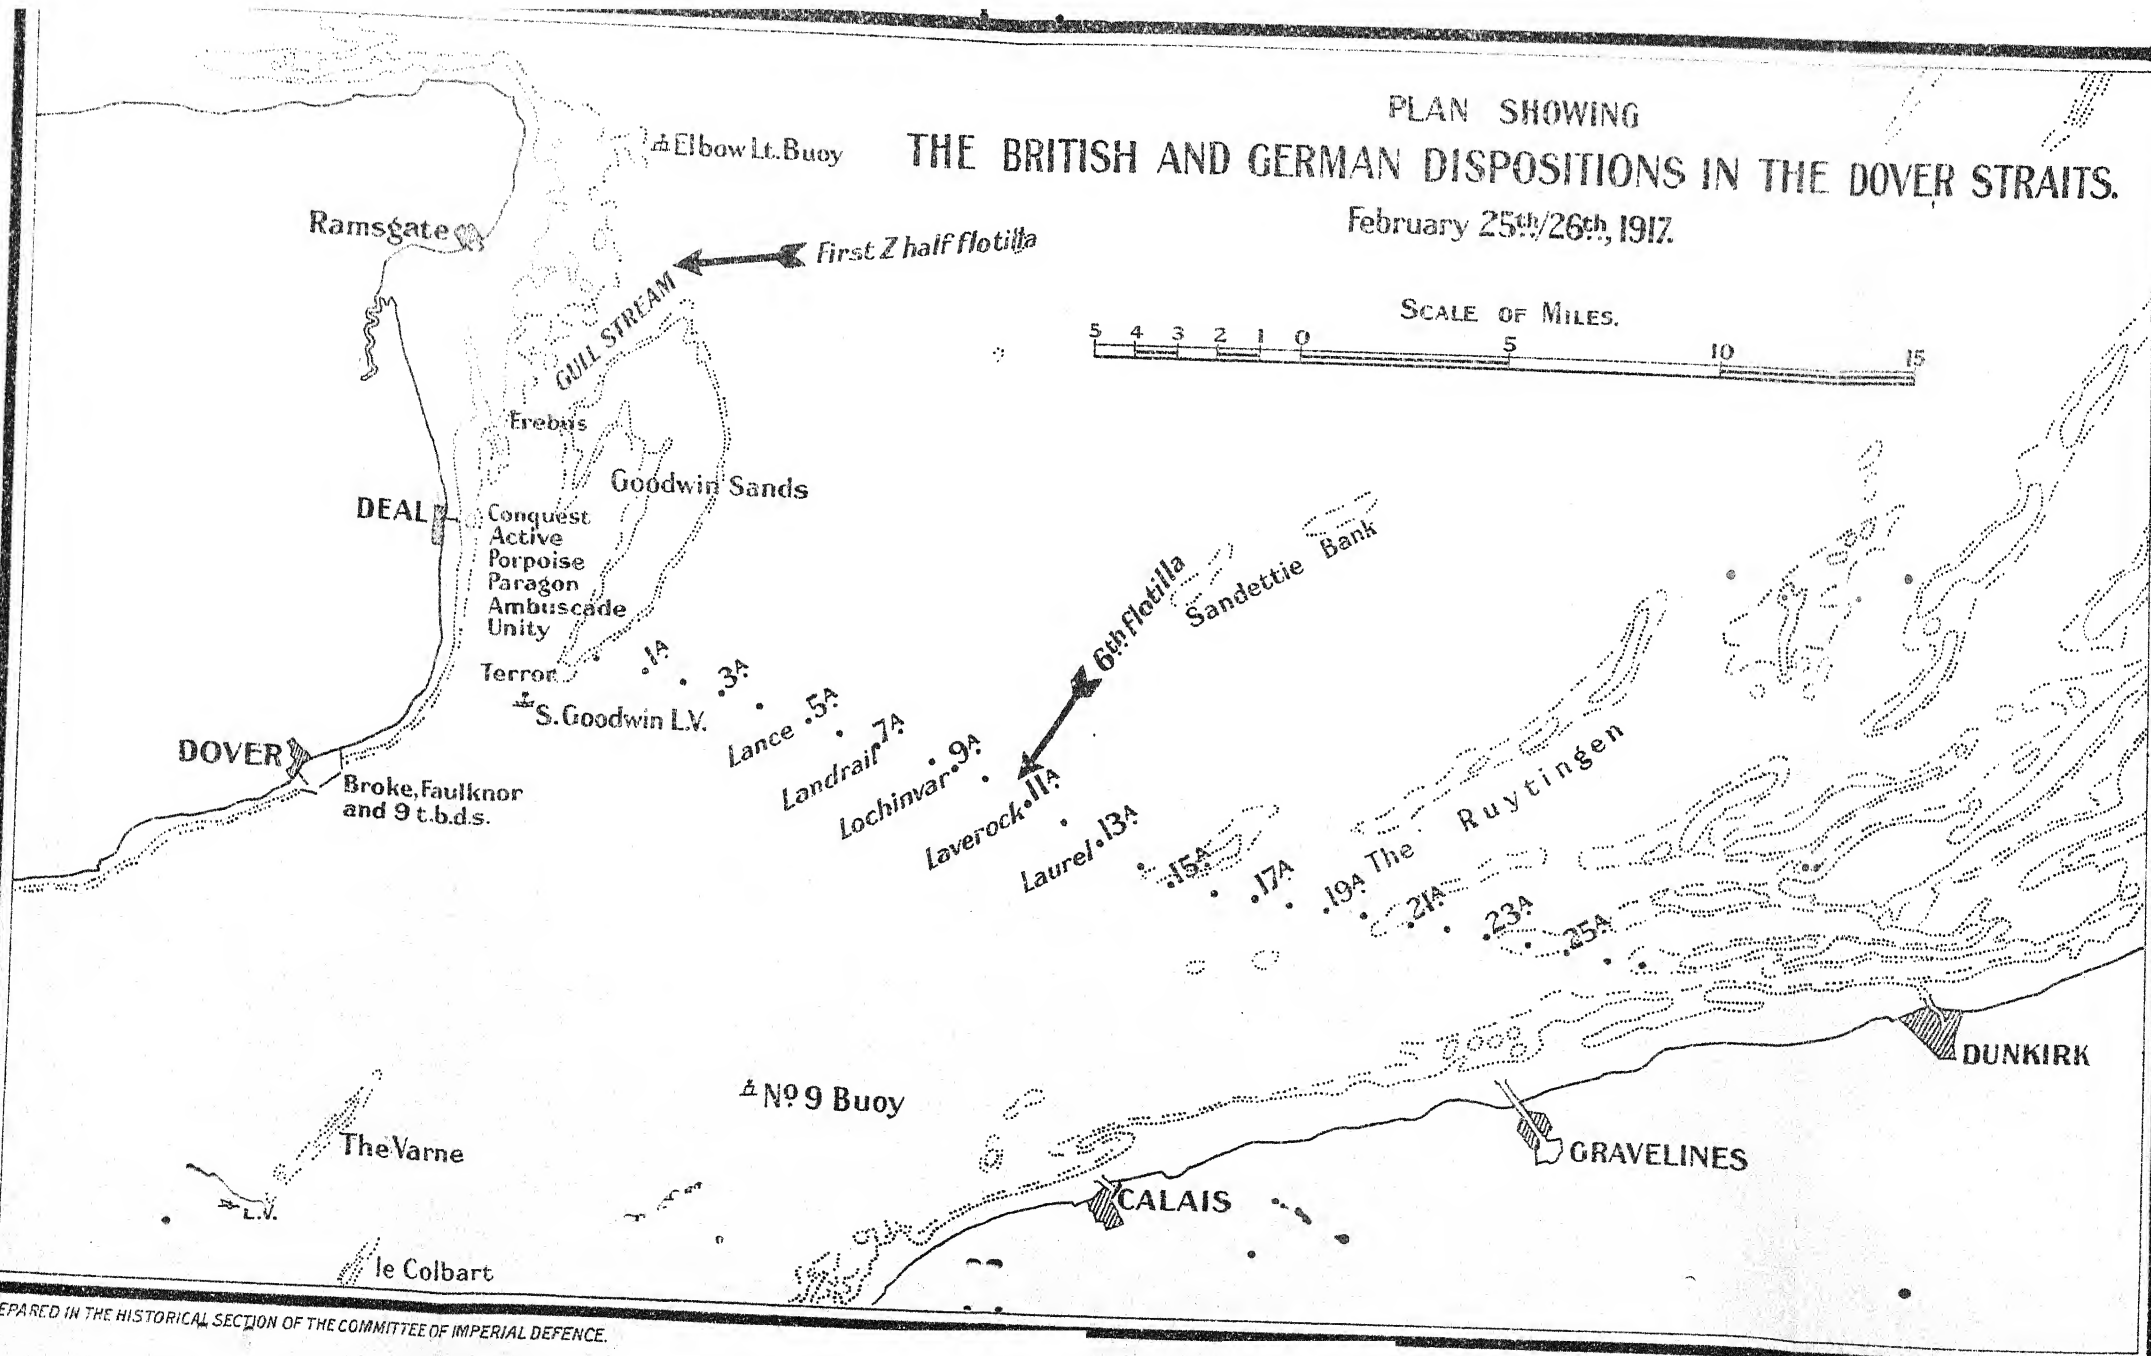 PLAN SHOWING
THE BRITISH AND GERMAN DISPOSITIONS IN THE DOVER STRAITS.
February 25th/26th, 1917.
SCALE OF MILES.
5 4 3 2 1 0 5 10 15
Elbow Lt. Buoy
Ramsgate
First Z half flotilla
GULL STREAM
Erebus
Goodwin Sands
DEAL
Conquest
Active
Porpoise
Paragon
Ambuscade
Unity
Terror
S. Goodwin L.V.
DOVER
Broke, Faulknor
and 9 t.b.d.s.
Sandettie Bank
6th flotilla
1A
3A
Lance 5A
Landrail 7A
Lochinvar 9A
Laverock 11A
Laurel 13A
15A
17A
19A
21A
23A
25A
The Ruytingen
DUNKIRK
GRAVELINES
CALAIS
No 9 Buoy
The Varne
L.V.
le Colbart
EPARED IN THE HISTORICAL SECTION OF THE COMMITTEE OF IMPERIAL DEFENCE.